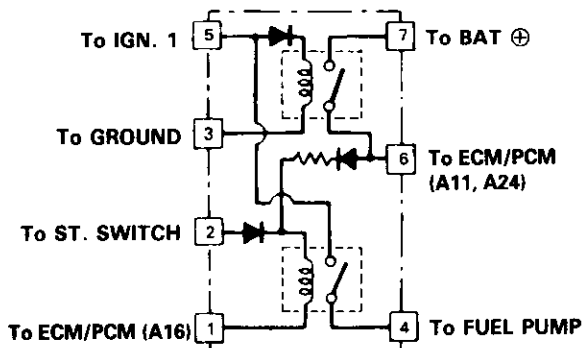 To IGN. 1 5 7 To BAT ⊕
To GROUND 3 6 To ECM/PCM
(A11, A24)
To ST. SWITCH 2
To ECM/PCM (A16) 1 4 To FUEL PUMP